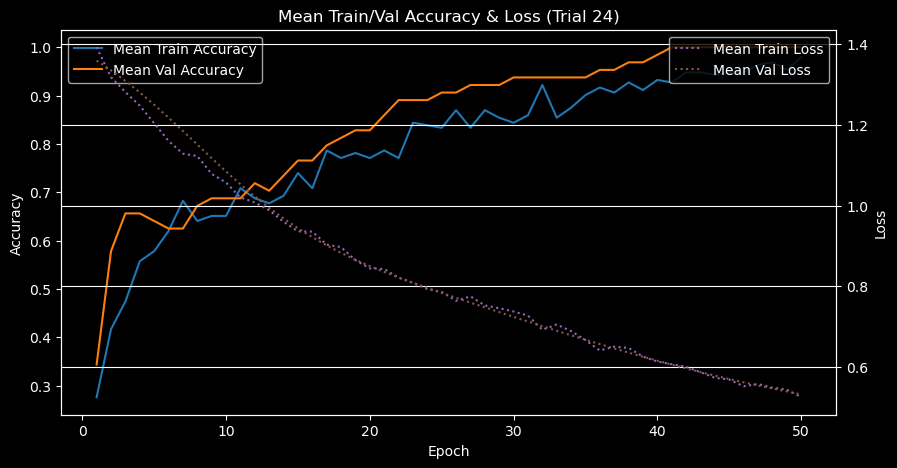 Mean Train/Val Accuracy & Loss (Trial 24)
Mean Train Accuracy
Mean Val Accuracy
Mean Train Loss
Mean Val Loss
1.0
0.9
0.8
0.7
0.6
0.5
0.4
0.3
Accuracy
1.4
1.2
1.0
0.8
0.6
Loss
0 10 20 30 40 50
Epoch